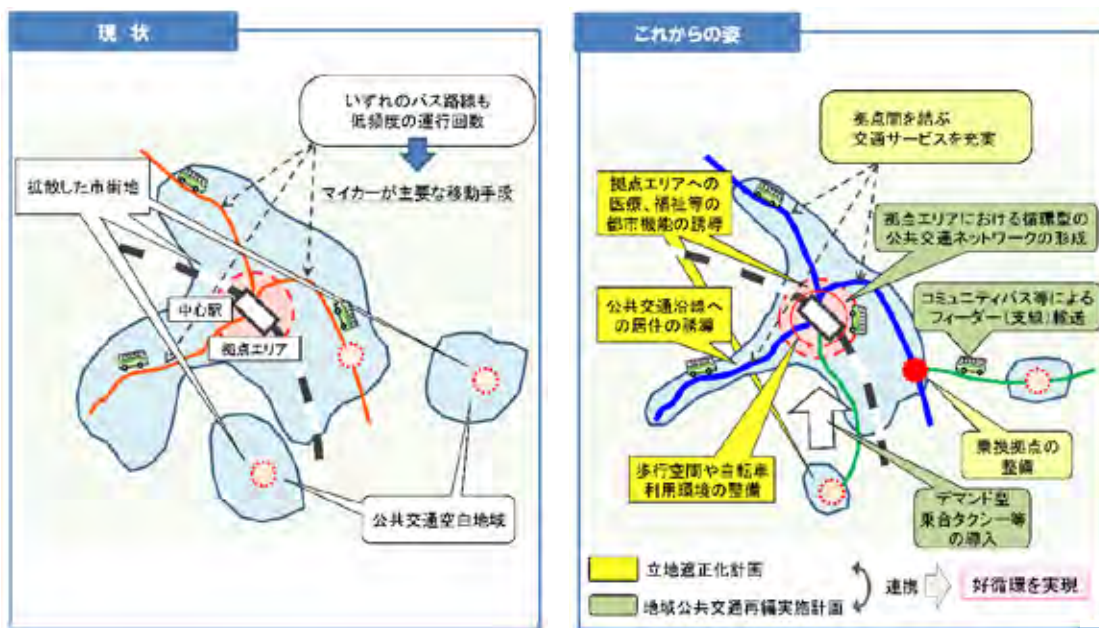 現 状
いずれのバス路線も
低頻度の運行回数
拡散した市街地
マイカーが主要な移動手段
中心駅
拠点エリア
公共交通空白地域
これからの姿
拠点間を結ぶ
交通サービスを充実
拠点エリアへの
医療、福祉等の
都市機能の誘導
拠点エリアにおける循環型の
公共交通ネットワークの形成
公共交通沿線へ
の居住の誘導
コミュニティバス等による
フィーダー(支線)輸送
歩行空間や自転車
利用環境の整備
乗換拠点の
整備
デマンド型
乗合タクシー等
の導入
立地適正化計画
地域公共交通再編実施計画
連携
好循環を実現